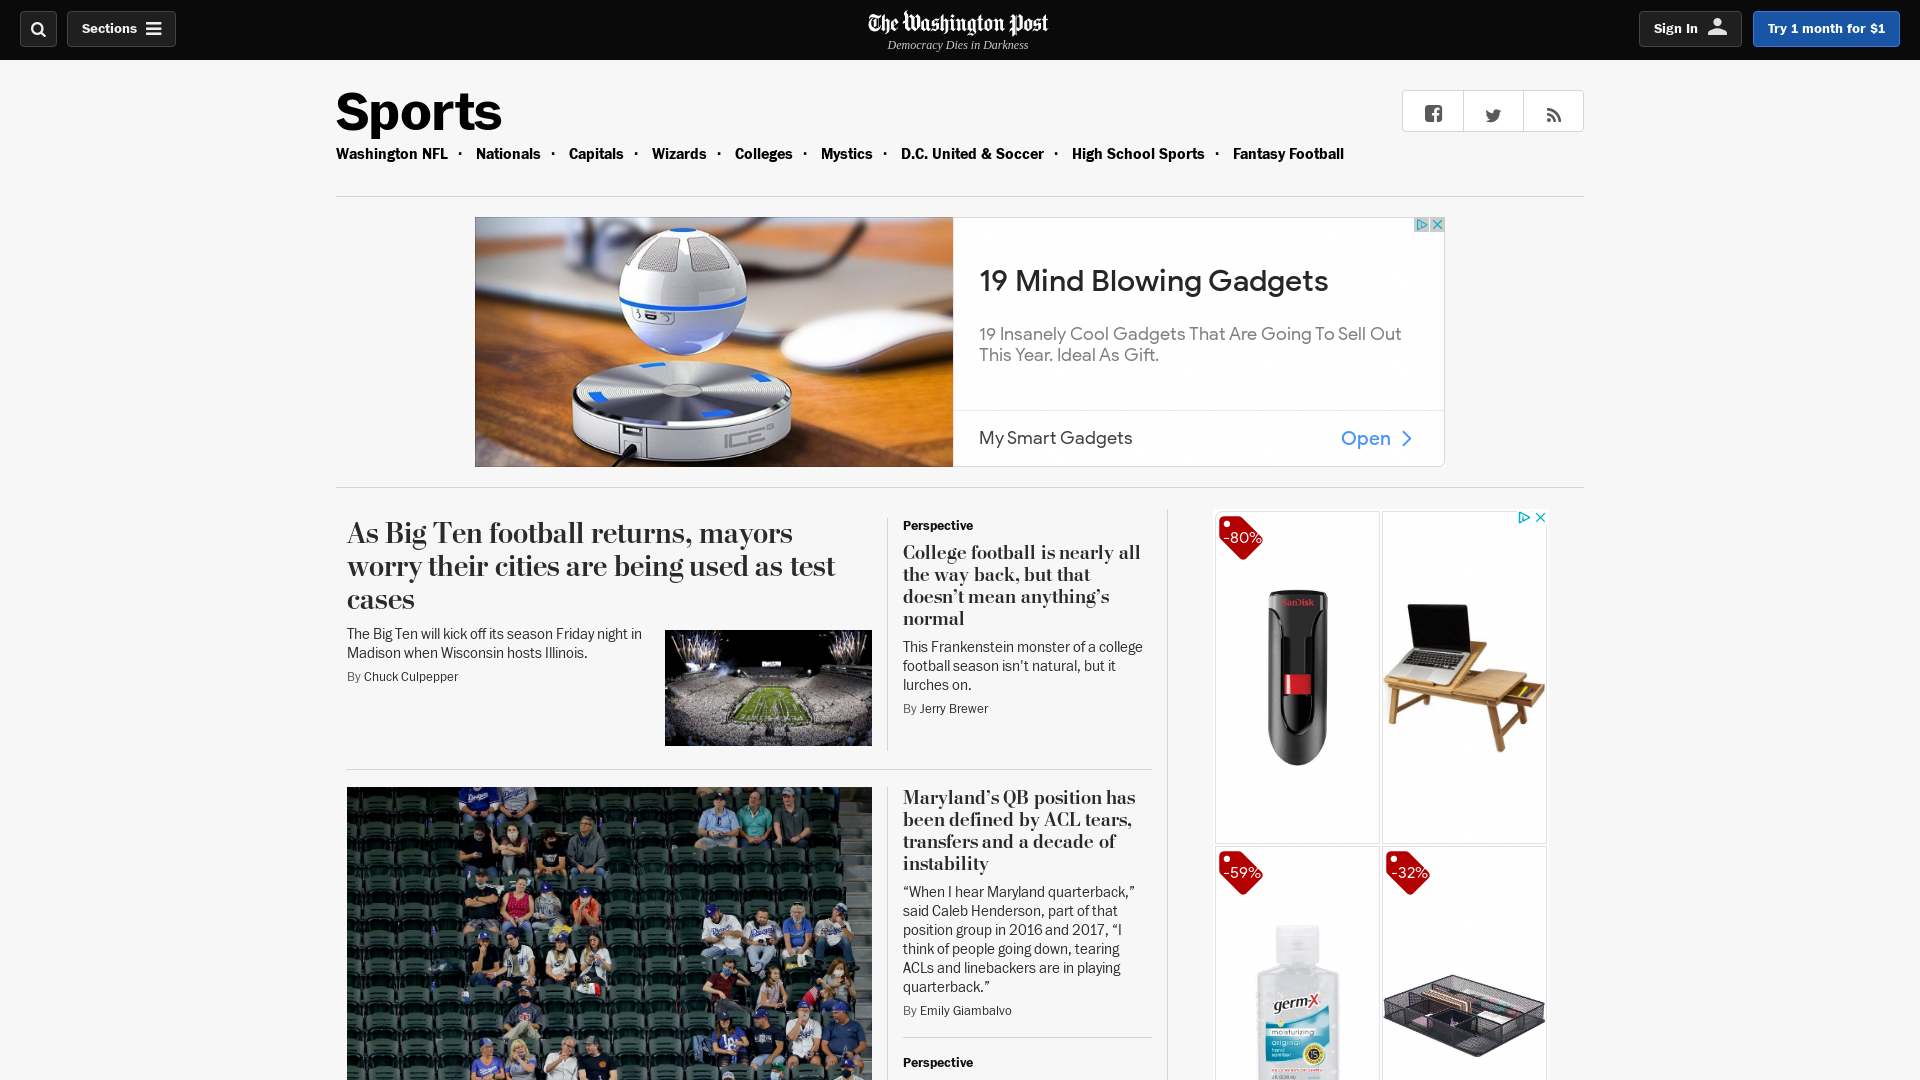 Sections
The Washington Post
Democracy Dies in Darkness
Sign In
Try 1 month for $1
Sports
Washington NFL · Nationals · Capitals · Wizards · Colleges · Mystics · D.C. United & Soccer · High School Sports · Fantasy Football
19 Mind Blowing Gadgets
19 Insanely Cool Gadgets That Are Going To Sell Out
This Year. Ideal As Gift.
My Smart Gadgets
Open
ICE
As Big Ten football returns, mayors
worry their cities are being used as test
cases
The Big Ten will kick off its season Friday night in
Madison when Wisconsin hosts Illinois.
By Chuck Culpepper
Perspective
College football is nearly all
the way back, but that
doesn’t mean anything’s
normal
This Frankenstein monster of a college
football season isn't natural, but it
lurches on.
By Jerry Brewer
Maryland’s QB position has
been defined by ACL tears,
transfers and a decade of
instability
“When I hear Maryland quarterback,”
said Caleb Henderson, part of that
position group in 2016 and 2017, “I
think of people going down, tearing
ACLs and linebackers are in playing
quarterback.”
By Emily Giambalvo
Perspective
-80%
SanDisk
-59%
-32%
germ-X
moisturizing
original
hand
sanitizer